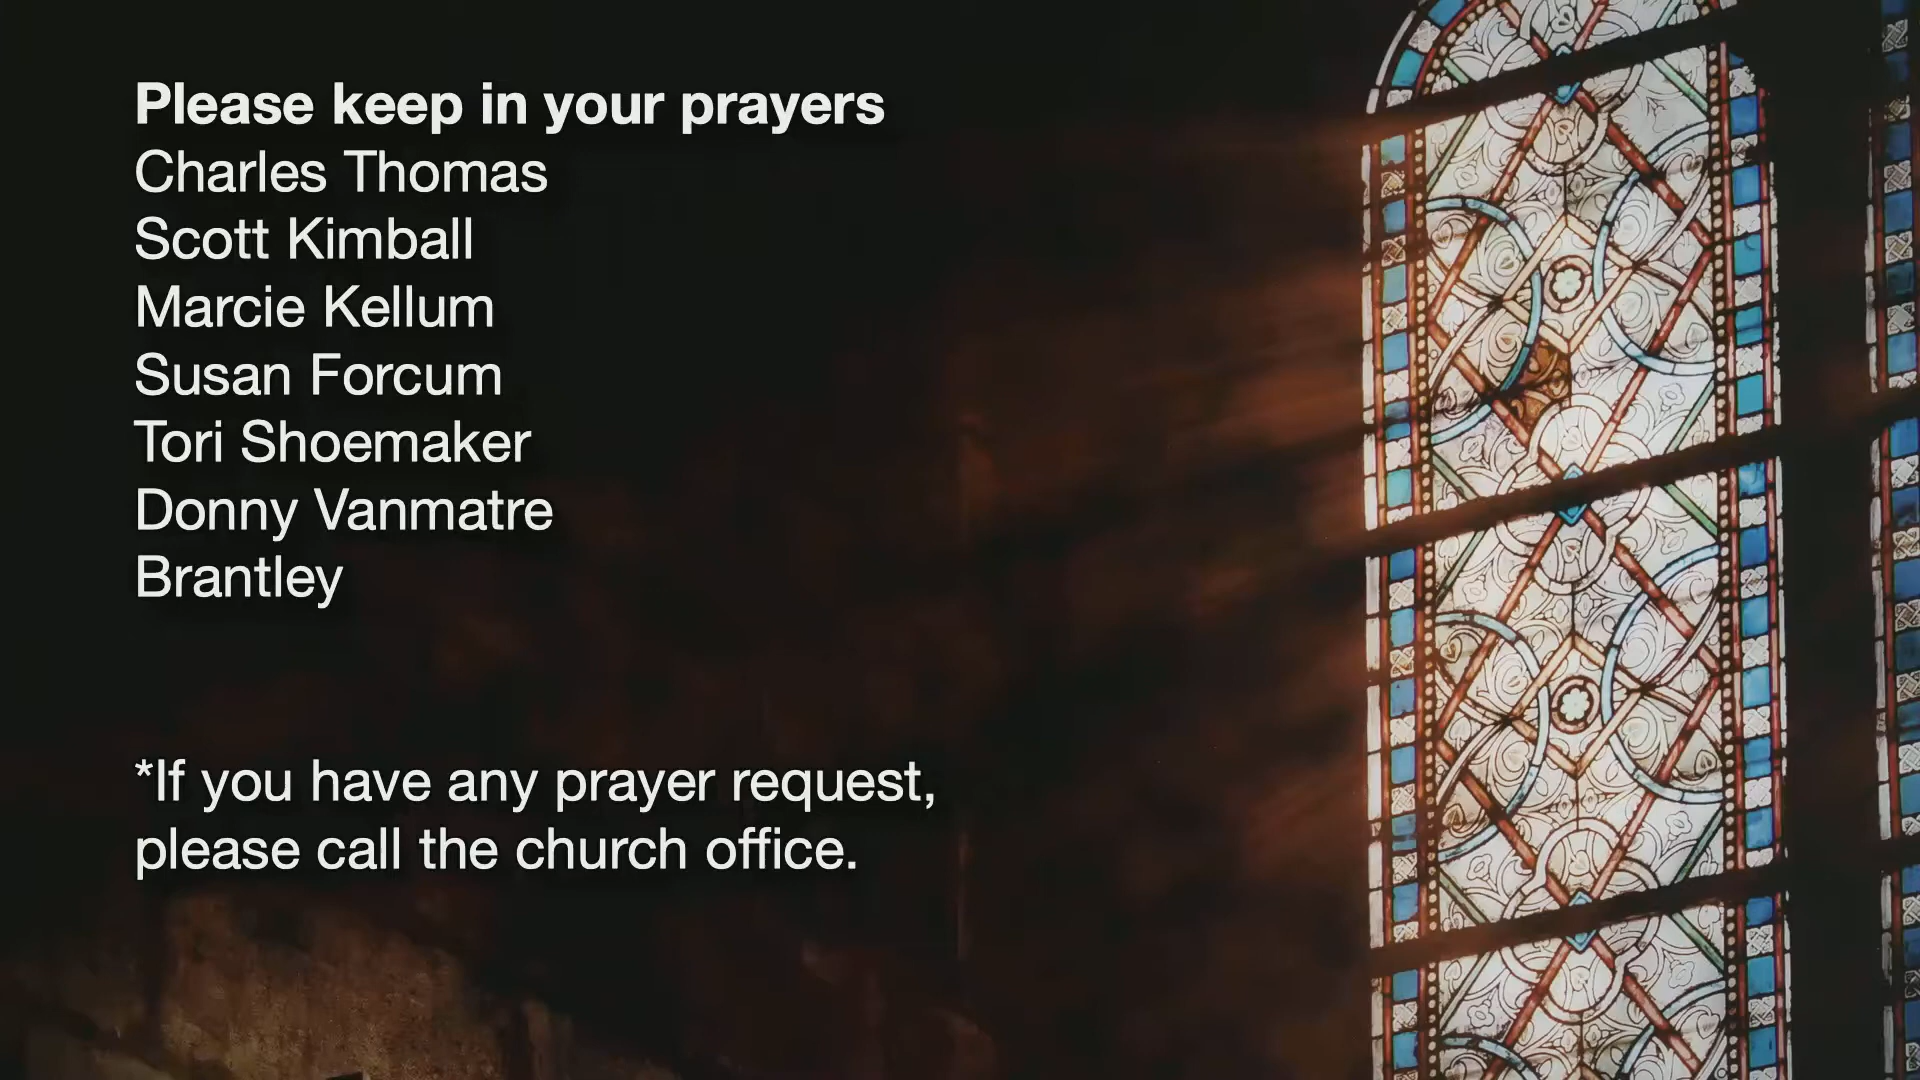 Please keep in your prayers
Charles Thomas
Scott Kimball
Marcie Kellum
Susan Forcum
Tori Shoemaker
Donny Vanmatre
Brantley
*If you have any prayer request,
please call the church office.